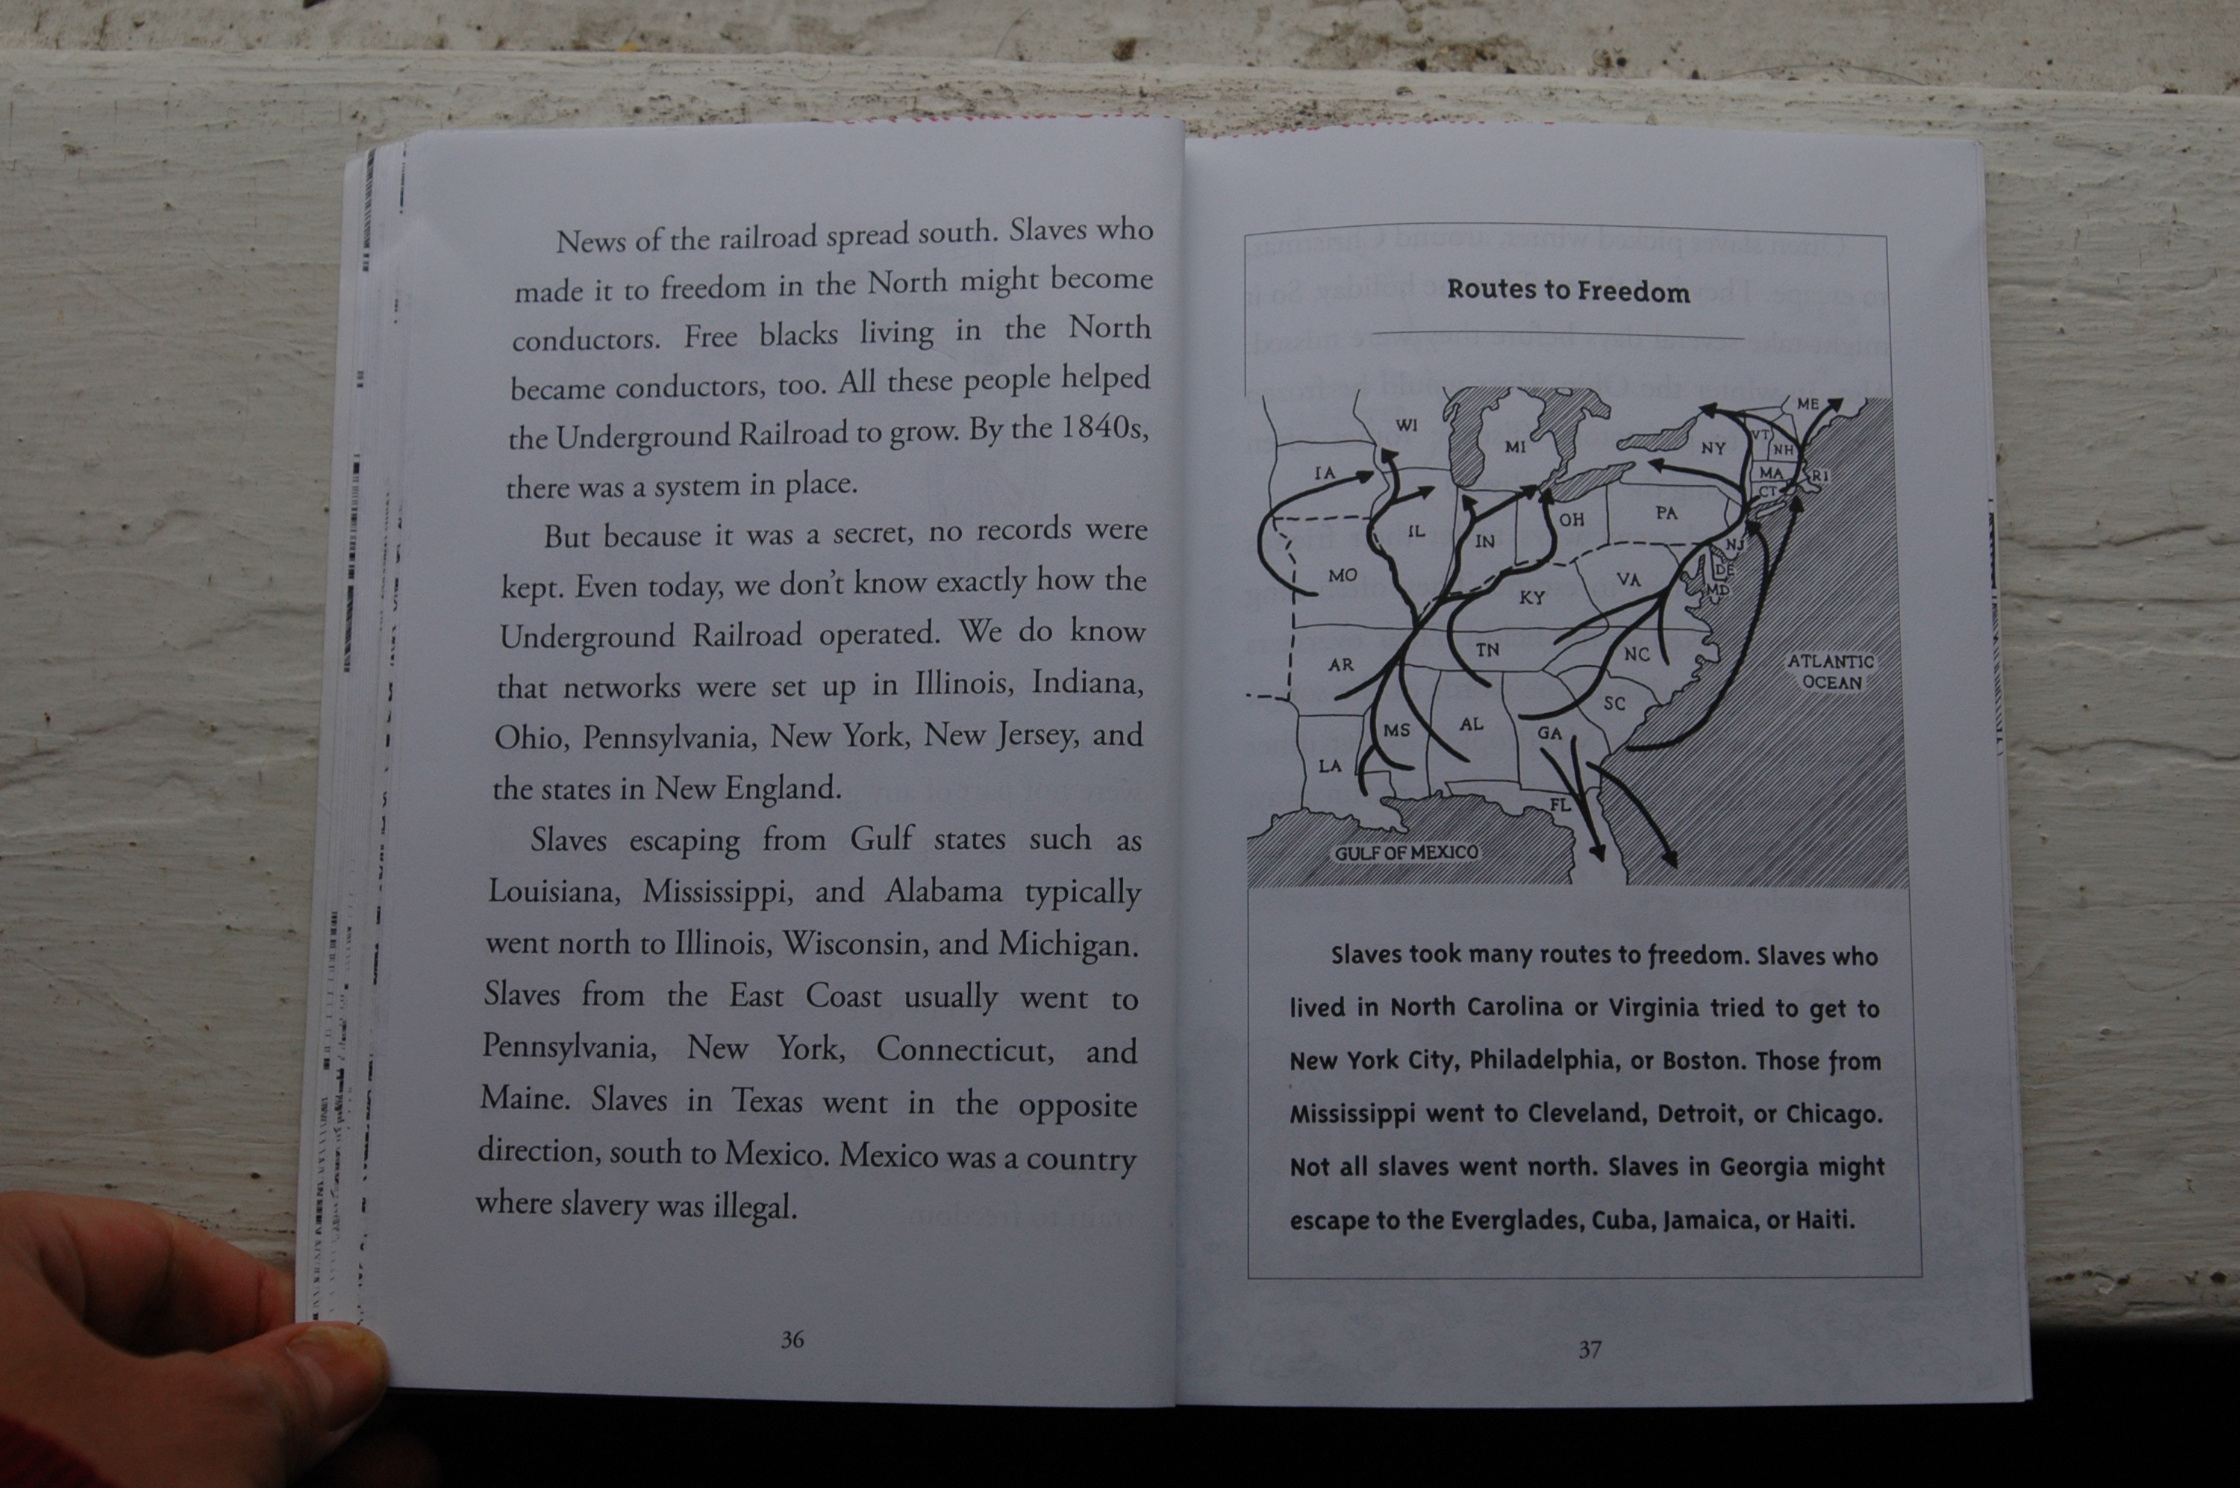 News of the railroad spread south. Slaves who
made it to freedom in the North might become
conductors. Free blacks living in the North
became conductors, too. All these people helped
the Underground Railroad to grow. By the 1840s,
there was a system in place.
But because it was a secret, no records were
kept. Even today, we don't know exactly how the
Underground Railroad operated. We do know
that networks were set up in Illinois, Indiana,
Ohio, Pennsylvania, New York, New Jersey, and
the states in New England.
Slaves escaping from Gulf states such as
Louisiana, Mississippi, and Alabama typically
went north to Illinois, Wisconsin, and Michigan.
Slaves from the East Coast usually went to
Pennsylvania, New York, Connecticut, and
Maine. Slaves in Texas went in the opposite
direction, south to Mexico. Mexico was a country
where slavery was illegal.
36
Routes to Freedom
ME
WI
VT
MI
NY
NH
IA
MA
RI
CT
IL
OH
PA
IN
NJ
MO
VA
DE
MD
KY
TN
NC
AR
ATLANTIC
OCEAN
SC
MS
AL
GA
LA
FL
GULF OF MEXICO
Slaves took many routes to freedom. Slaves who
lived in North Carolina or Virginia tried to get to
New York City, Philadelphia, or Boston. Those from
Mississippi went to Cleveland, Detroit, or Chicago.
Not all slaves went north. Slaves in Georgia might
escape to the Everglades, Cuba, Jamaica, or Haiti.
37